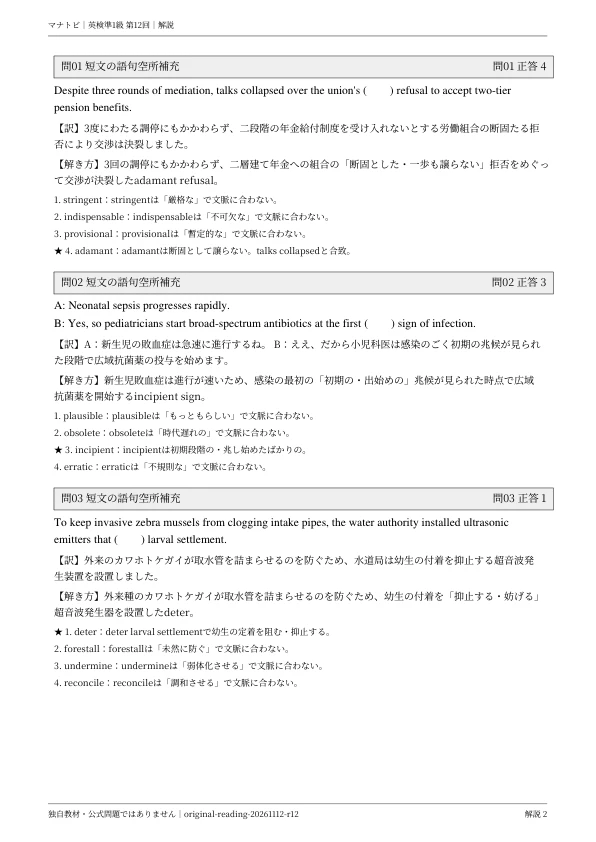 マナトビ｜英検準1級 第12回｜解説
問01 短文の語句空所補充 問01 正答 4
Despite three rounds of mediation, talks collapsed over the union's (　　) refusal to accept two-tier
pension benefits.
【訳】3度にわたる調停にもかかわらず、二段階の年金給付制度を受け入れないとする労働組合の断固たる拒
否により交渉は決裂しました。
【解き方】3回の調停にもかかわらず、二層建て年金への組合の「断固とした・一歩も譲らない」拒否をめぐっ
て交渉が決裂したadamant refusal。
1. stringent：stringentは「厳格な」で文脈に合わない。
2. indispensable：indispensableは「不可欠な」で文脈に合わない。
3. provisional：provisionalは「暫定的な」で文脈に合わない。
★ 4. adamant：adamantは断固として譲らない。talks collapsedと合致。
問02 短文の語句空所補充 問02 正答 3
A: Neonatal sepsis progresses rapidly.
B: Yes, so pediatricians start broad-spectrum antibiotics at the first (　　) sign of infection.
【訳】A：新生児の敗血症は急速に進行するね。 B：ええ、だから小児科医は感染のごく初期の兆候が見られ
た段階で広域抗菌薬の投与を始めます。
【解き方】新生児敗血症は進行が速いため、感染の最初の「初期の・出始めの」兆候が見られた時点で広域
抗菌薬を開始するincipient sign。
1. plausible：plausibleは「もっともらしい」で文脈に合わない。
2. obsolete：obsoleteは「時代遅れの」で文脈に合わない。
★ 3. incipient：incipientは初期段階の・兆し始めたばかりの。
4. erratic：erraticは「不規則な」で文脈に合わない。
問03 短文の語句空所補充 問03 正答 1
To keep invasive zebra mussels from clogging intake pipes, the water authority installed ultrasonic
emitters that (　　) larval settlement.
【訳】外来のカワホトケガイが取水管を詰まらせるのを防ぐため、水道局は幼生の付着を抑止する超音波発
生装置を設置しました。
【解き方】外来種のカワホトケガイが取水管を詰まらせるのを防ぐため、幼生の付着を「抑止する・妨げる」
超音波発生器を設置したdeter。
★ 1. deter：deter larval settlementで幼生の定着を阻む・抑止する。
2. forestall：forestallは「未然に防ぐ」で文脈に合わない。
3. undermine：undermineは「弱体化させる」で文脈に合わない。
4. reconcile：reconcileは「調和させる」で文脈に合わない。
独自教材・公式問題ではありません｜original-reading-20261112-r12 解説 2